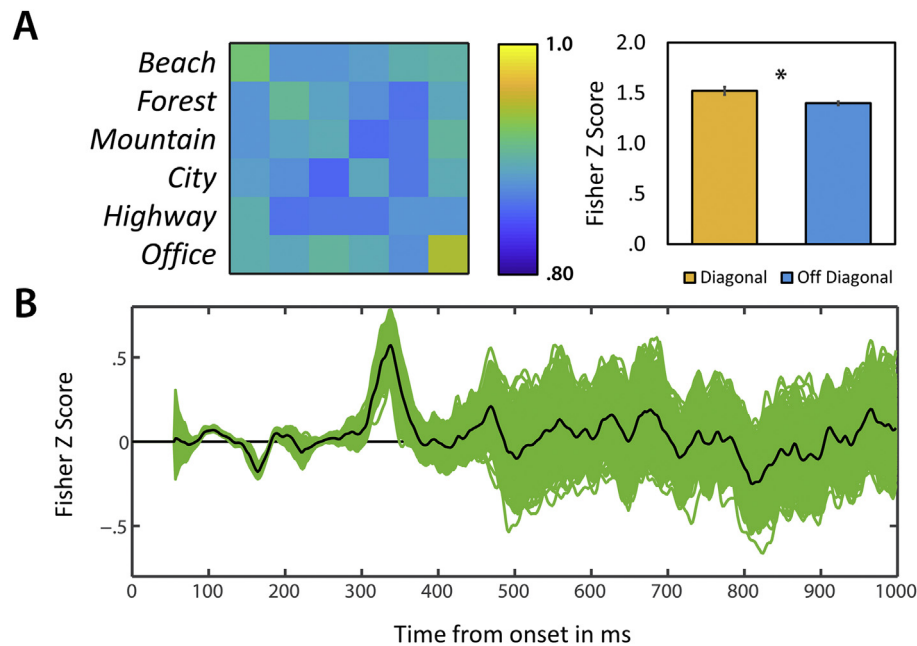 A
Beach
Forest
Mountain
City
Highway
Office
1.0
.80
Fisher Z Score
2.0
1.5
1.0
.5
.0
*
Diagonal Off Diagonal
B
Fisher Z Score
.5
0
–.5
0 100 200 300 400 500 600 700 800 900 1000
Time from onset in ms